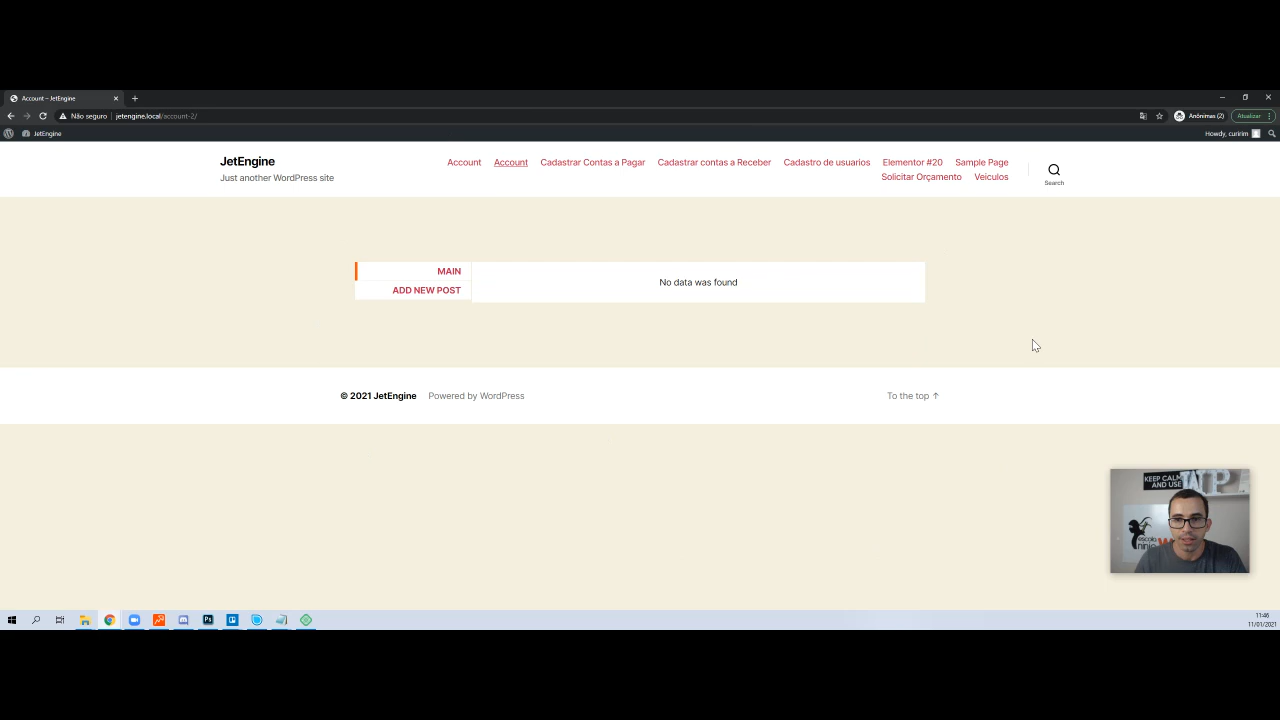 Account – JetEngine
Não seguro jetengine.local/account-2/
Anônimas (2)
Atualizar
JetEngine
Howdy, curirim
JetEngine
Just another WordPress site
Account Account Cadastrar Contas a Pagar Cadastrar contas a Receber Cadastro de usuarios Elementor #20 Sample Page
Solicitar Orçamento Veiculos
Search
MAIN
ADD NEW POST
No data was found
© 2021 JetEngine Powered by WordPress
To the top ↑
KEEP CALM
AND USE
escola
ninja
Ps
11:46
11/01/2021